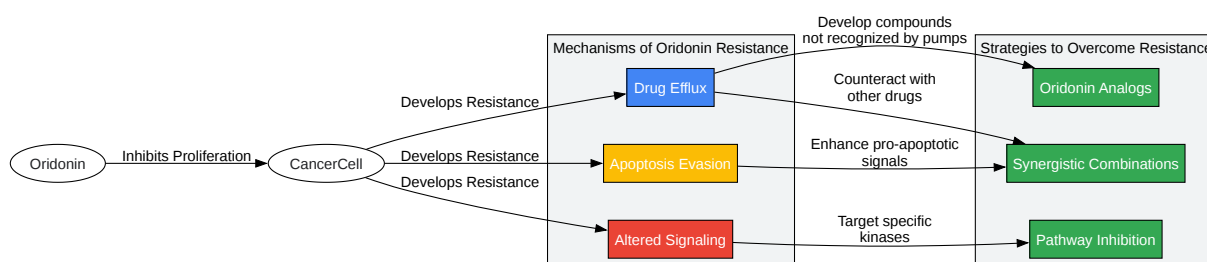 Develop compounds
not recognized by pumps
Mechanisms of Oridonin Resistance
Strategies to Overcome Resistance
Drug Efflux
Oridonin Analogs
Counteract with
other drugs
Develops Resistance
Oridonin
Inhibits Proliferation
CancerCell
Develops Resistance
Apoptosis Evasion
Enhance pro-apoptotic
signals
Synergistic Combinations
Develops Resistance
Altered Signaling
Target specific
kinases
Pathway Inhibition